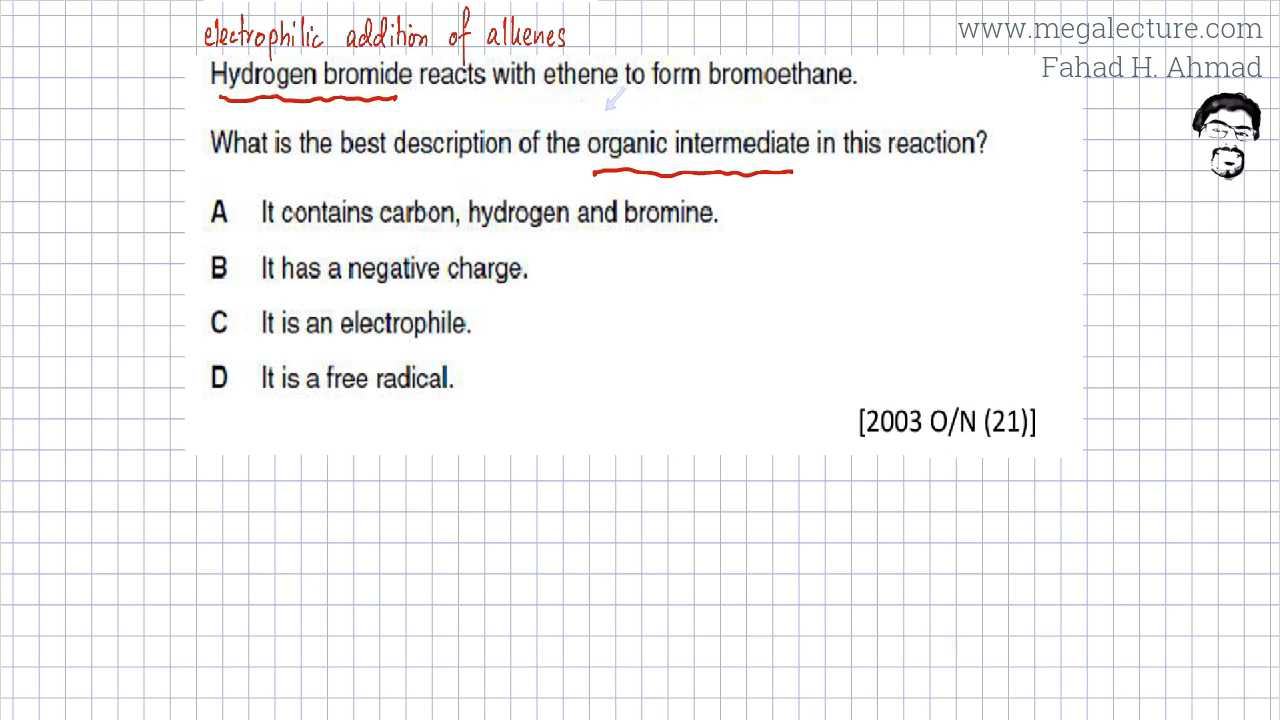 electrophilic addition of alkenes
www.megalecture.com
Fahad H. Ahmad
Hydrogen bromide reacts with ethene to form bromoethane.
What is the best description of the organic intermediate in this reaction?
A It contains carbon, hydrogen and bromine.
B It has a negative charge.
C It is an electrophile.
D It is a free radical.
[2003 O/N (21)]